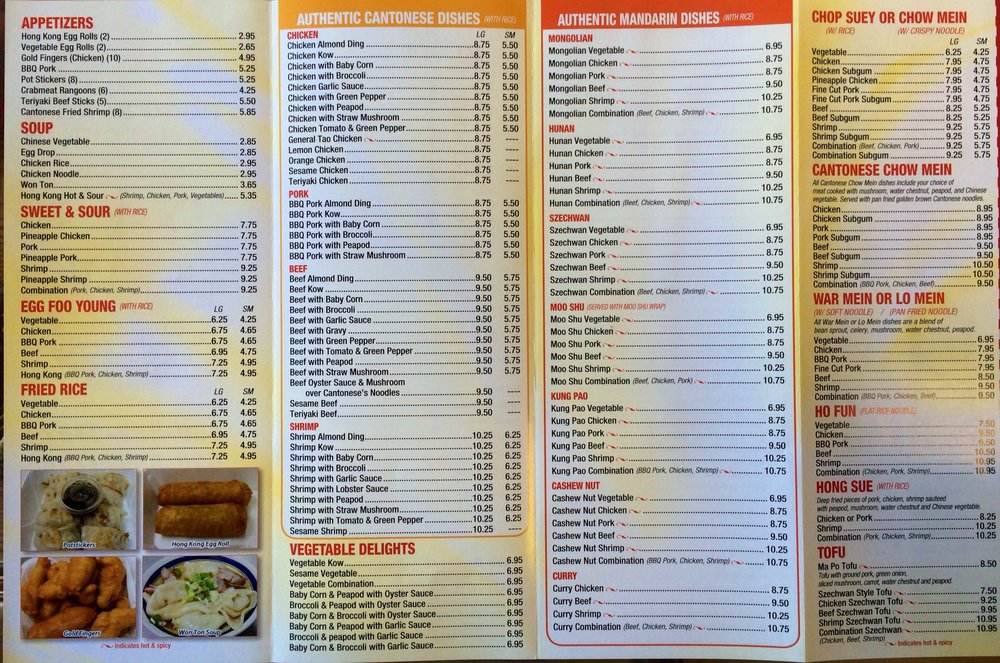 APPETIZERS
Hong Kong Egg Rolls (2) 2.95
Vegetable Egg Rolls (2) 2.65
Gold Fingers (Chicken) (10) 4.95
BBQ Pork 5.25
Pot Stickers (8) 5.25
Crabmeat Rangoons (6) 4.25
Teriyaki Beef Sticks (5) 5.50
Cantonese Fried Shrimp (8) 5.85
SOUP
Chinese Vegetable 2.85
Egg Drop 2.85
Chicken Rice 2.95
Chicken Noodle 2.95
Won Ton 3.65
Hong Kong Hot & Sour (Shrimp, Chicken, Pork, Vegetables) 5.35
SWEET & SOUR (WITH RICE)
Chicken 7.75
Pineapple Chicken 7.75
Pork 7.75
Pineapple Pork 7.75
Shrimp 9.25
Pineapple Shrimp 9.25
Combination (Pork, Chicken, Shrimp) 9.25
EGG FOO YOUNG (WITH RICE) LG SM
Vegetable 6.25 4.25
Chicken 6.75 4.65
BBQ Pork 6.75 4.65
Beef 6.95 4.75
Shrimp 7.25 4.95
Hong Kong (BBQ Pork, Chicken, Shrimp) 7.25 4.95
FRIED RICE LG SM
Vegetable 6.25 4.25
Chicken 6.75 4.65
BBQ Pork 6.75 4.65
Beef 6.95 4.75
Shrimp 7.25 4.95
Hong Kong (BBQ Pork, Chicken, Shrimp) 7.25 4.95
Potstickers
Hong Kong Egg Roll
Gold Fingers
Won Ton Soup
Indicates hot & spicy
AUTHENTIC CANTONESE DISHES (WITH RICE)
CHICKEN LG SM
Chicken Almond Ding 8.75 5.50
Chicken Kow 8.75 5.50
Chicken with Baby Corn 8.75 5.50
Chicken with Broccoli 8.75 5.50
Chicken Garlic Sauce 8.75 5.50
Chicken with Green Pepper 8.75 5.50
Chicken with Peapod 8.75 5.50
Chicken with Straw Mushroom 8.75 5.50
Chicken Tomato & Green Pepper 8.75 5.50
General Tao Chicken 8.75 ----
Lemon Chicken 8.75 ----
Orange Chicken 8.75 ----
Sesame Chicken 8.75 ----
Teriyaki Chicken 8.75 ----
PORK
BBQ Pork Almond Ding 8.75 5.50
BBQ Pork Kow 8.75 5.50
BBQ Pork with Baby Corn 8.75 5.50
BBQ Pork with Broccoli 8.75 5.50
BBQ Pork with Peapod 8.75 5.50
BBQ Pork with Straw Mushroom 8.75 5.50
BEEF
Beef Almond Ding 9.50 5.75
Beef Kow 9.50 5.75
Beef with Baby Corn 9.50 5.75
Beef with Broccoli 9.50 5.75
Beef with Garlic Sauce 9.50 5.75
Beef with Gravy 9.50 5.75
Beef with Green Pepper 9.50 5.75
Beef with Tomato & Green Pepper 9.50 5.75
Beef with Peapod 9.50 5.75
Beef with Straw Mushroom 9.50 5.75
Beef Oyster Sauce & Mushroom
over Cantonese's Noodles 9.50 ----
Sesame Beef 9.50 ----
Teriyaki Beef 9.50 ----
SHRIMP
Shrimp Almond Ding 10.25 6.25
Shrimp Kow 10.25 6.25
Shrimp with Baby Corn 10.25 6.25
Shrimp with Broccoli 10.25 6.25
Shrimp with Garlic Sauce 10.25 6.25
Shrimp with Lobster Sauce 10.25 6.25
Shrimp with Peapod 10.25 6.25
Shrimp with Straw Mushroom 10.25 6.25
Shrimp with Tomato & Green Pepper 10.25 6.25
Sesame Shrimp 10.25 ----
VEGETABLE DELIGHTS
Vegetable Kow 6.95
Sesame Vegetable 6.95
Vegetable Combination 6.95
Baby Corn & Peapod with Oyster Sauce 6.95
Broccoli & Peapod with Oyster Sauce 6.95
Baby Corn & Broccoli with Oyster Sauce 6.95
Baby Corn & Peapod with Garlic Sauce 6.95
Broccoli & Peapod with Garlic Sauce 6.95
Baby Corn & Broccoli with Garlic Sauce 6.95
AUTHENTIC MANDARIN DISHES (WITH RICE)
MONGOLIAN
Mongolian Vegetable 6.95
Mongolian Chicken 8.75
Mongolian Pork 8.75
Mongolian Beef 9.50
Mongolian Shrimp 10.25
Mongolian Combination (Beef, Chicken, Shrimp) 10.75
HUNAN
Hunan Vegetable 6.95
Hunan Chicken 8.75
Hunan Pork 8.75
Hunan Beef 9.50
Hunan Shrimp 10.25
Hunan Combination (Beef, Chicken, Shrimp) 10.75
SZECHWAN
Szechwan Vegetable 6.95
Szechwan Chicken 8.75
Szechwan Pork 8.75
Szechwan Beef 9.50
Szechwan Shrimp 10.25
Szechwan Combination (Beef, Chicken, Shrimp) 10.75
MOO SHU (SERVED WITH MOO SHU WRAP)
Moo Shu Vegetable 6.95
Moo Shu Chicken 8.75
Moo Shu Pork 8.75
Moo Shu Beef 9.50
Moo Shu Shrimp 10.25
Moo Shu Combination (Beef, Chicken, Pork) 10.75
KUNG PAO
Kung Pao Vegetable 6.95
Kung Pao Chicken 8.75
Kung Pao Pork 8.75
Kung Pao Beef 9.50
Kung Pao Shrimp 10.25
Kung Pao Combination (BBQ Pork, Chicken, Shrimp) 10.75
CASHEW NUT
Cashew Nut Vegetable 6.95
Cashew Nut Chicken 8.75
Cashew Nut Pork 8.75
Cashew Nut Beef 9.50
Cashew Nut Shrimp 10.25
Cashew Nut Combination (BBQ Pork, Chicken, Shrimp) 10.75
CURRY
Curry Chicken 8.75
Curry Beef 9.50
Curry Shrimp 10.25
Curry Combination (Beef, Chicken, Shrimp) 10.75
CHOP SUEY OR CHOW MEIN
(W/ RICE) (W/ CRISPY NOODLE)
LG SM
Vegetable 6.25 4.25
Chicken 7.95 4.75
Chicken Subgum 7.95 4.75
Pineapple Chicken 7.95 4.75
Fine Cut Pork 7.95 4.75
Fine Cut Pork Subgum 7.95 4.75
Beef 8.25 5.25
Beef Subgum 8.25 5.25
Shrimp 9.25 5.75
Shrimp Subgum 9.25 5.75
Combination (Beef, Chicken, Pork) 9.25 5.75
Combination Subgum 9.25 5.75
CANTONESE CHOW MEIN
All Cantonese Chow Mein dishes include your choice of
meat cooked with mushroom, water chestnut, peapod, and Chinese
vegetable. Served with pan fried golden brown Cantonese noodles.
Chicken 8.95
Chicken Subgum 8.95
Pork 8.95
Pork Subgum 8.95
Beef 9.50
Beef Subgum 9.50
Shrimp 10.50
Shrimp Subgum 10.50
Combination (BBQ Pork, Chicken, Beef) 9.50
WAR MEIN OR LO MEIN
(W/ SOFT NOODLE) / (PAN FRIED NOODLE)
All War Mein or Lo Mein dishes are a blend of
bean sprout, celery, mushroom, water chestnut, peapod.
Vegetable 6.95
Chicken 7.95
BBQ Pork 7.95
Fine Cut Pork 7.95
Beef 8.50
Shrimp 9.50
Combination (BBQ Pork, Chicken, Beef) 9.50
HO FUN (FLAT RICE NOODLE)
Vegetable 7.50
Chicken 9.50
BBQ Pork 9.50
Beef 10.50
Shrimp 10.95
Combination (Chicken, Pork, Shrimp) 10.95
HONG SUE (WITH RICE)
Deep fried pieces of pork, chicken, shrimp sauteed
with peapod, mushroom, water chestnut and Chinese vegetable.
Chicken or Pork 8.25
Shrimp 10.25
Combination (Pork, Chicken, Shrimp) 10.25
TOFU
Ma Po Tofu 8.50
Tofu with ground pork, green onion,
sliced mushroom, carrot, water chestnut and peapod.
Szechwan Style Tofu 7.50
Chicken Szechwan Tofu 9.25
Beef Szechwan Tofu 9.95
Shrimp Szechwan Tofu 10.95
Combination Szechwan 10.95
(Chicken, Beef, Shrimp)
Indicates hot & spicy